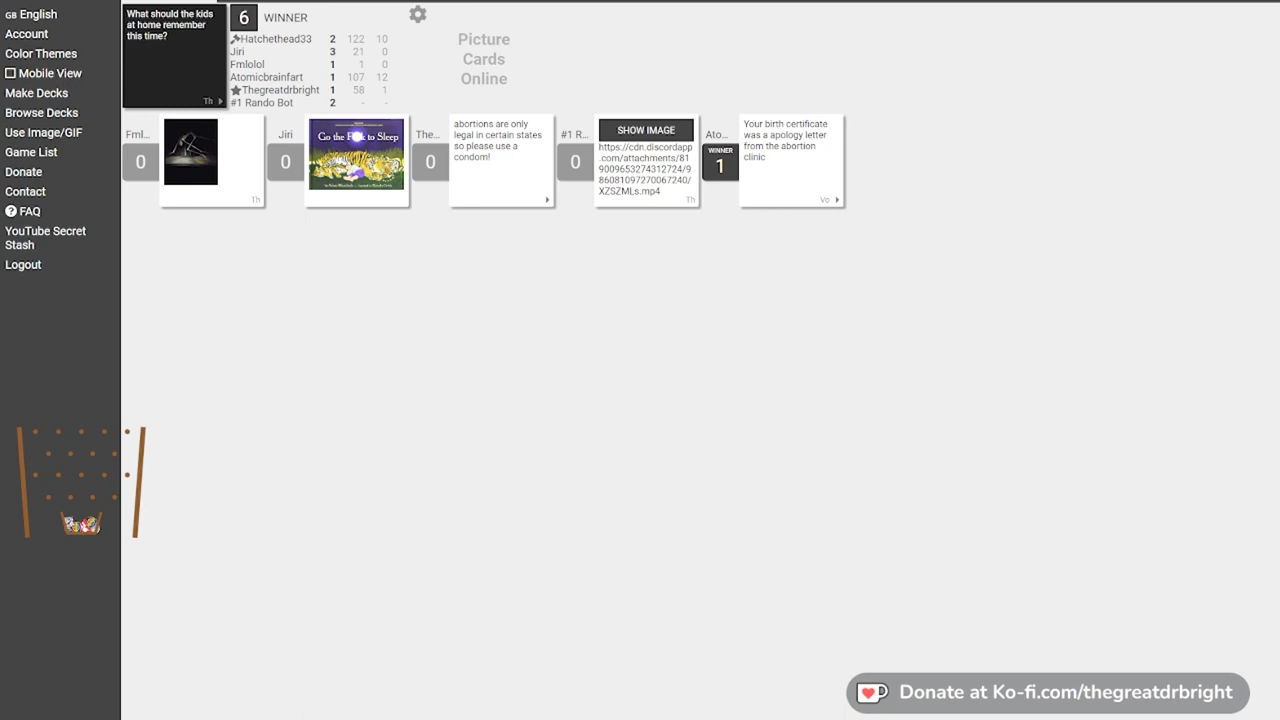 GB English
Account
Color Themes
Mobile View
Make Decks
Browse Decks
Use Image/GIF
Game List
Donate
Contact
? FAQ
YouTube Secret
Stash
Logout
What should the kids
at home remember
this time?
Th
6 WINNER
Hatchethead33 2 122 10
Jiri 3 21 0
Fmlolol 1 1 0
Atomicbrainfart 1 107 12
Thegreatdrbright 1 58 1
#1 Rando Bot 2 - -
Picture
Cards
Online
Fml...
0
Th
Jiri
0
Go the F k to Sleep
The...
0
abortions are only
legal in certain states
so please use a
condom!
#1 R...
0
SHOW IMAGE
https://cdn.discordapp
.com/attachments/81
9009653274312724/9
86081097270067240/
XZSZMLs.mp4
Th
Ato...
WINNER
1
Your birth certificate
was a apology letter
from the abortion
clinic
Vc
Donate at Ko-fi.com/thegreatdrbright